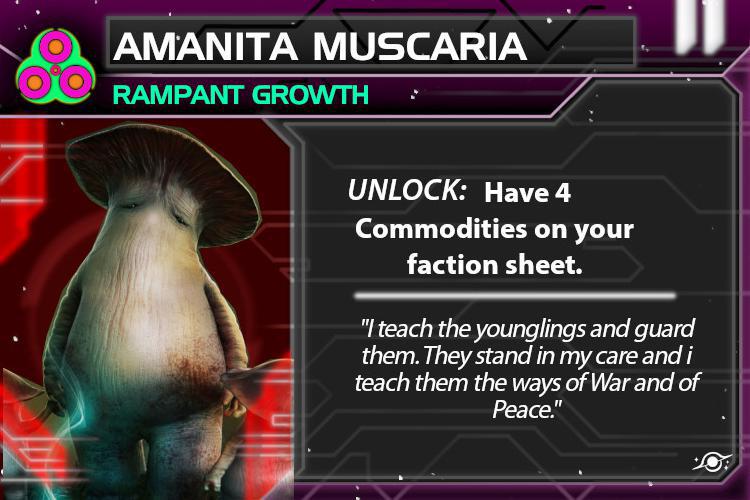 AMANITA MUSCARIA
RAMPANT GROWTH
UNLOCK: Have 4
Commodities on your
faction sheet.
"I teach the younglings and guard
them. They stand in my care and i
teach them the ways of War and of
Peace."